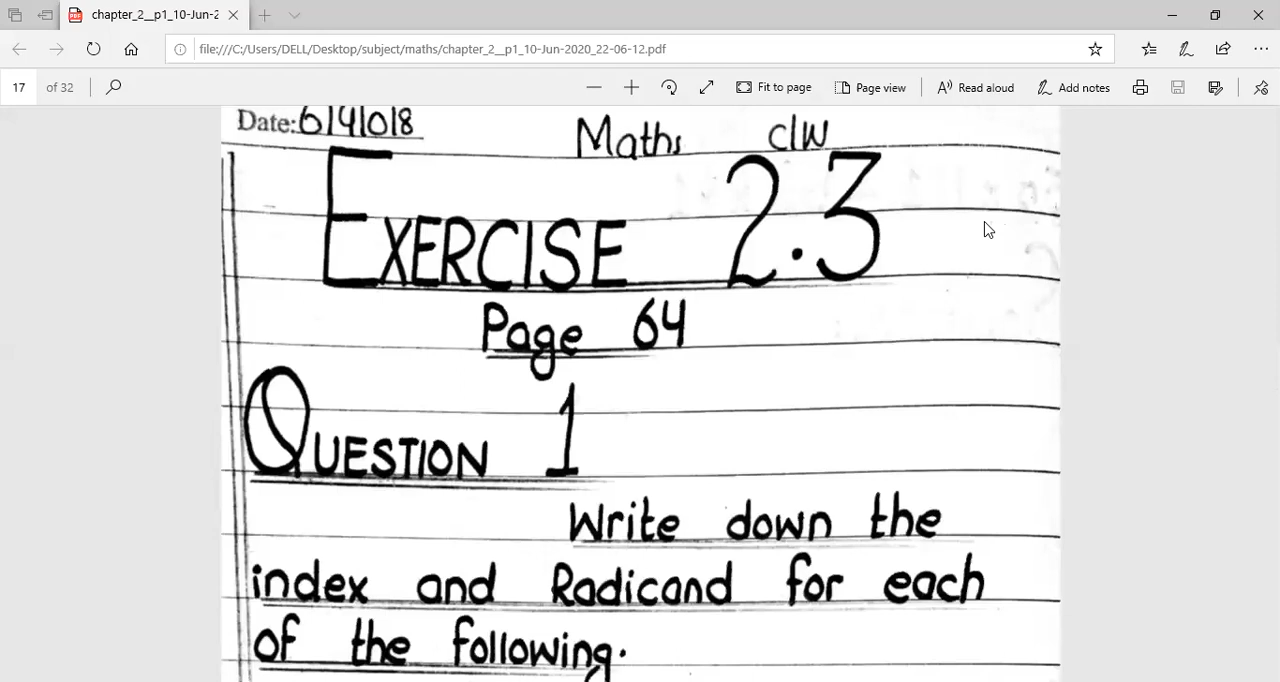 chapter_2__p1_10-Jun-2
file:///C:/Users/DELL/Desktop/subject/maths/chapter_2__p1_10-Jun-2020_22-06-12.pdf
17 of 32
Fit to page
Page view
Read aloud
Add notes
Date: 6/4/018 Maths C/W
EXERCISE 2.3
Page 64
QUESTION 1
Write down the
index and Radicand for each
of the following.